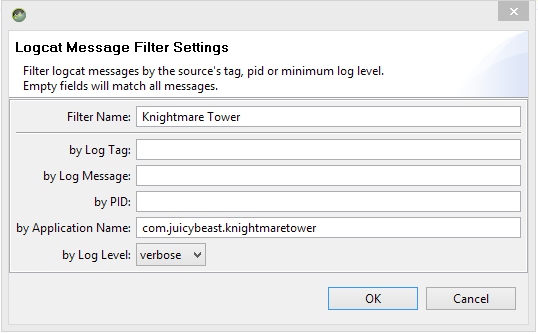 Logcat Message Filter Settings
Filter logcat messages by the source's tag, pid or minimum log level.
Empty fields will match all messages.
Filter Name: Knightmare Tower
by Log Tag:
by Log Message:
by PID:
by Application Name: com.juicybeast.knightmaretower
by Log Level: verbose
OK Cancel